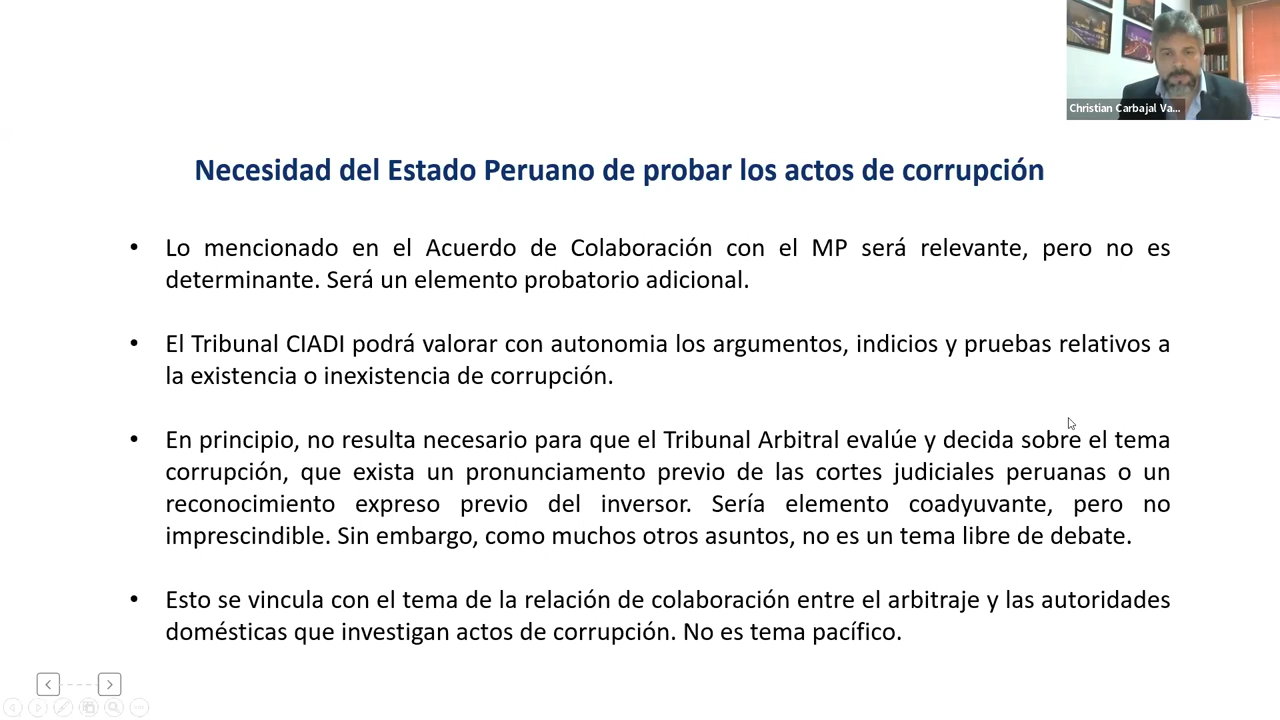 Christian Carbajal Va...
Necesidad del Estado Peruano de probar los actos de corrupción
• Lo mencionado en el Acuerdo de Colaboración con el MP será relevante, pero no es
determinante. Será un elemento probatorio adicional.
• El Tribunal CIADI podrá valorar con autonomia los argumentos, indicios y pruebas relativos a
la existencia o inexistencia de corrupción.
• En principio, no resulta necesario para que el Tribunal Arbitral evalúe y decida sobre el tema
corrupción, que exista un pronunciamiento previo de las cortes judiciales peruanas o un
reconocimiento expreso previo del inversor. Sería elemento coadyuvante, pero no
imprescindible. Sin embargo, como muchos otros asuntos, no es un tema libre de debate.
• Esto se vincula con el tema de la relación de colaboración entre el arbitraje y las autoridades
domésticas que investigan actos de corrupción. No es tema pacífico.